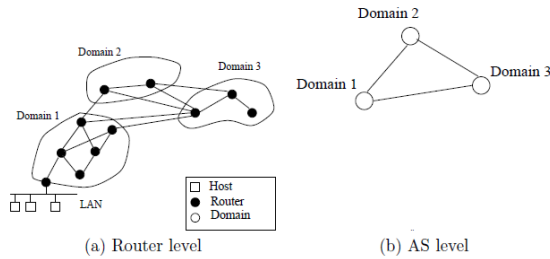 Domain 2
Domain 3
Domain 1
LAN
Host
Router
Domain
(a) Router level
Domain 2
Domain 1
Domain 3
(b) AS level